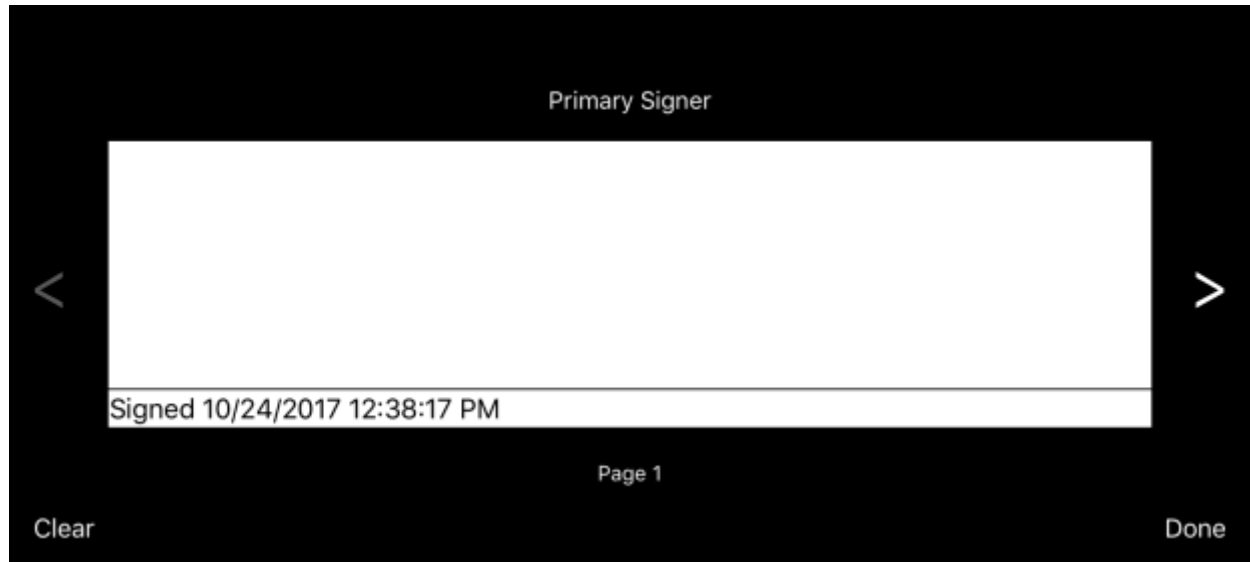 Primary Signer
<
>
Signed 10/24/2017 12:38:17 PM
Page 1
Clear
Done